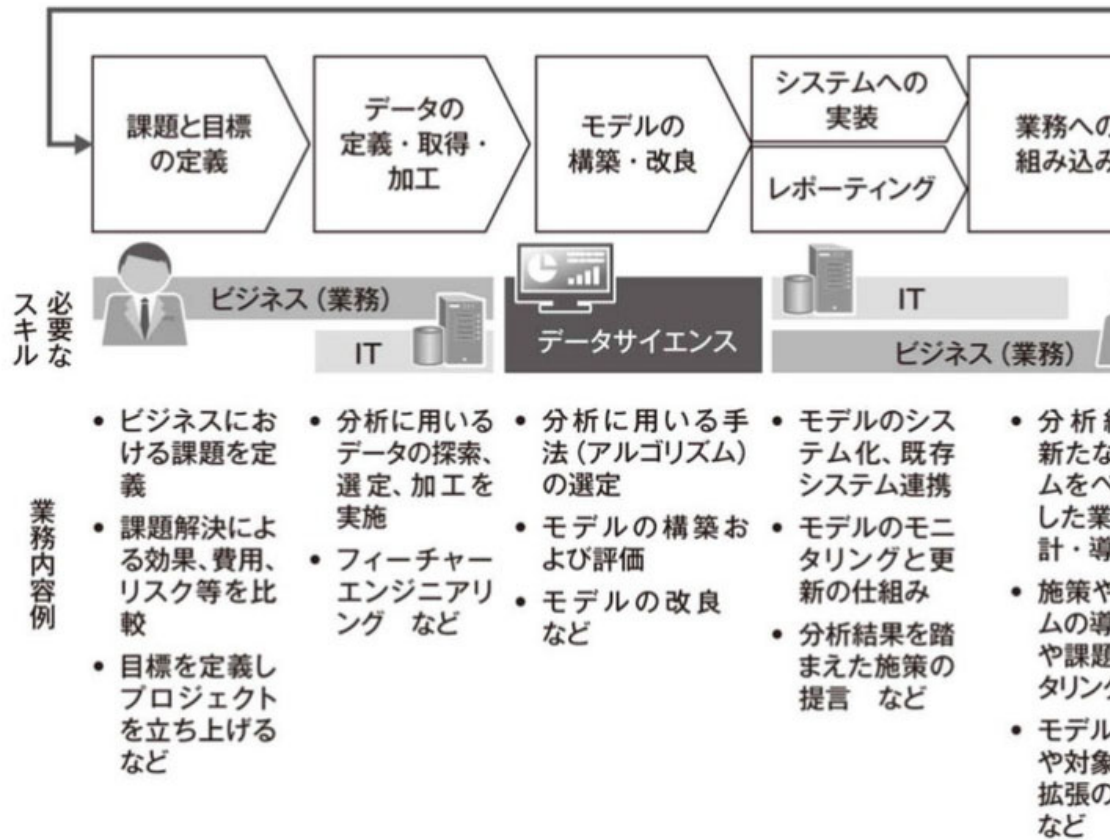 課題と目標
の定義
データの
定義・取得・
加工
モデルの
構築・改良
システムへの
実装
レポーティング
業務への
組み込み
必要な
スキル
ビジネス（業務）
IT
データサイエンス
IT
ビジネス（業務）
業務内容例
• ビジネスにお
ける課題を定
義
• 課題解決によ
る効果、費用、
リスク等を比
較
• 目標を定義し
プロジェクト
を立ち上げる
など
• 分析に用いる
データの探索、
選定、加工を
実施
• フィーチャー
エンジニアリ
ング　など
• 分析に用いる手
法（アルゴリズム）
の選定
• モデルの構築お
よび評価
• モデルの改良
など
• モデルのシス
テム化、既存
システム連携
• モデルのモニ
タリングと更
新の仕組み
• 分析結果を踏
まえた施策の
提言　など
• 分析
新たな
ムをベ
した業
計・導
• 施策や
ムの導
や課題
タリング
• モデル
や対象
拡張の
など